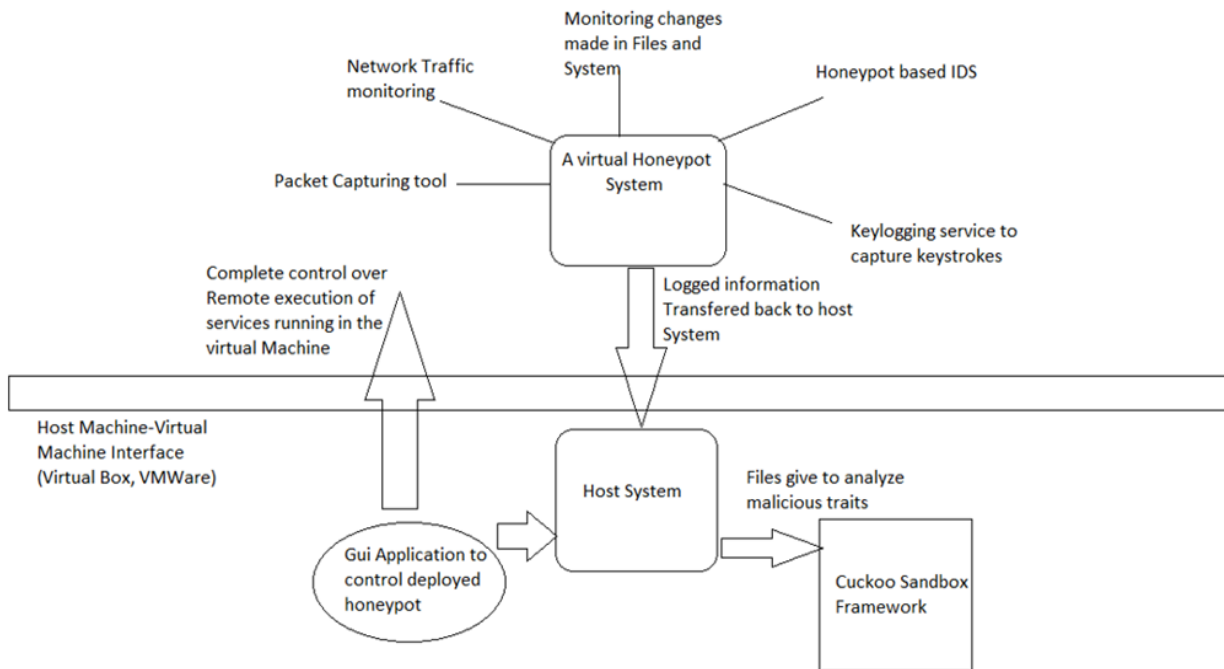 Monitoring changes
made in Files and
System
Network Traffic
monitoring
Honeypot based IDS
A virtual Honeypot
System
Packet Capturing tool
Keylogging service to
capture keystrokes
Complete control over
Remote execution of
services running in the
virtual Machine
Logged information
Transfered back to host
System
Host Machine-Virtual
Machine Interface
(Virtual Box, VMWare)
Host System
Files give to analyze
malicious traits
Gui Application to
control deployed
honeypot
Cuckoo Sandbox
Framework